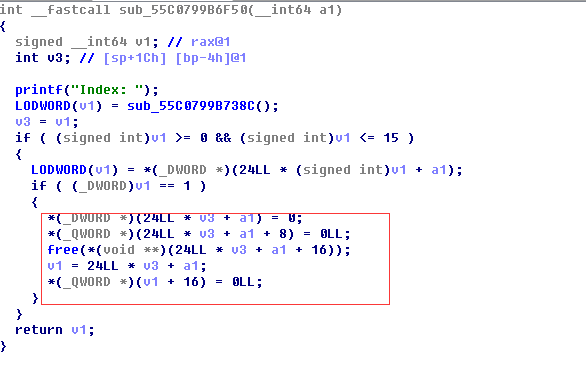 int __fastcall sub_55C0799B6F50(__int64 a1)
{
signed __int64 v1; // rax@1
int v3; // [sp+1Ch] [bp-4h]@1
printf("Index: ");
LODWORD(v1) = sub_55C0799B738C();
v3 = v1;
if ( (signed int)v1 >= 0 && (signed int)v1 <= 15 )
{
LODWORD(v1) = *(_DWORD *)(24LL * (signed int)v1 + a1);
if ( (_DWORD)v1 == 1 )
{
*(_DWORD *)(24LL * v3 + a1) = 0;
*(_QWORD *)(24LL * v3 + a1 + 8) = 0LL;
free(*(void **)(24LL * v3 + a1 + 16));
v1 = 24LL * v3 + a1;
*(_QWORD *)(v1 + 16) = 0LL;
}
}
return v1;
}